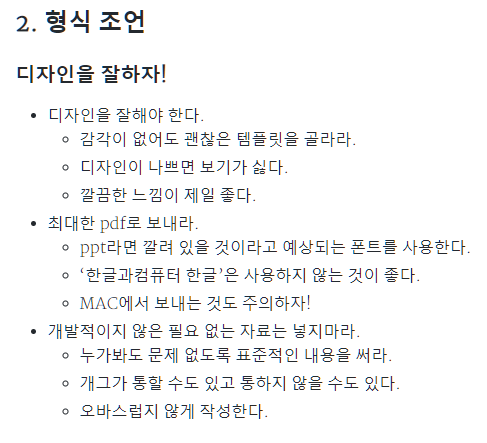 2. 형식 조언
디자인을 잘하자!
디자인을 잘해야 한다.
감각이 없어도 괜찮은 템플릿을 골라라.
디자인이 나쁘면 보기가 싫다.
깔끔한 느낌이 제일 좋다.
최대한 pdf로 보내라.
ppt라면 깔려 있을 것이라고 예상되는 폰트를 사용한다.
‘한글과컴퓨터 한글’은 사용하지 않는 것이 좋다.
MAC에서 보내는 것도 주의하자!
개발적이지 않은 필요 없는 자료는 넣지마라.
누가봐도 문제 없도록 표준적인 내용을 써라.
개그가 통할 수도 있고 통하지 않을 수도 있다.
오바스럽지 않게 작성한다.